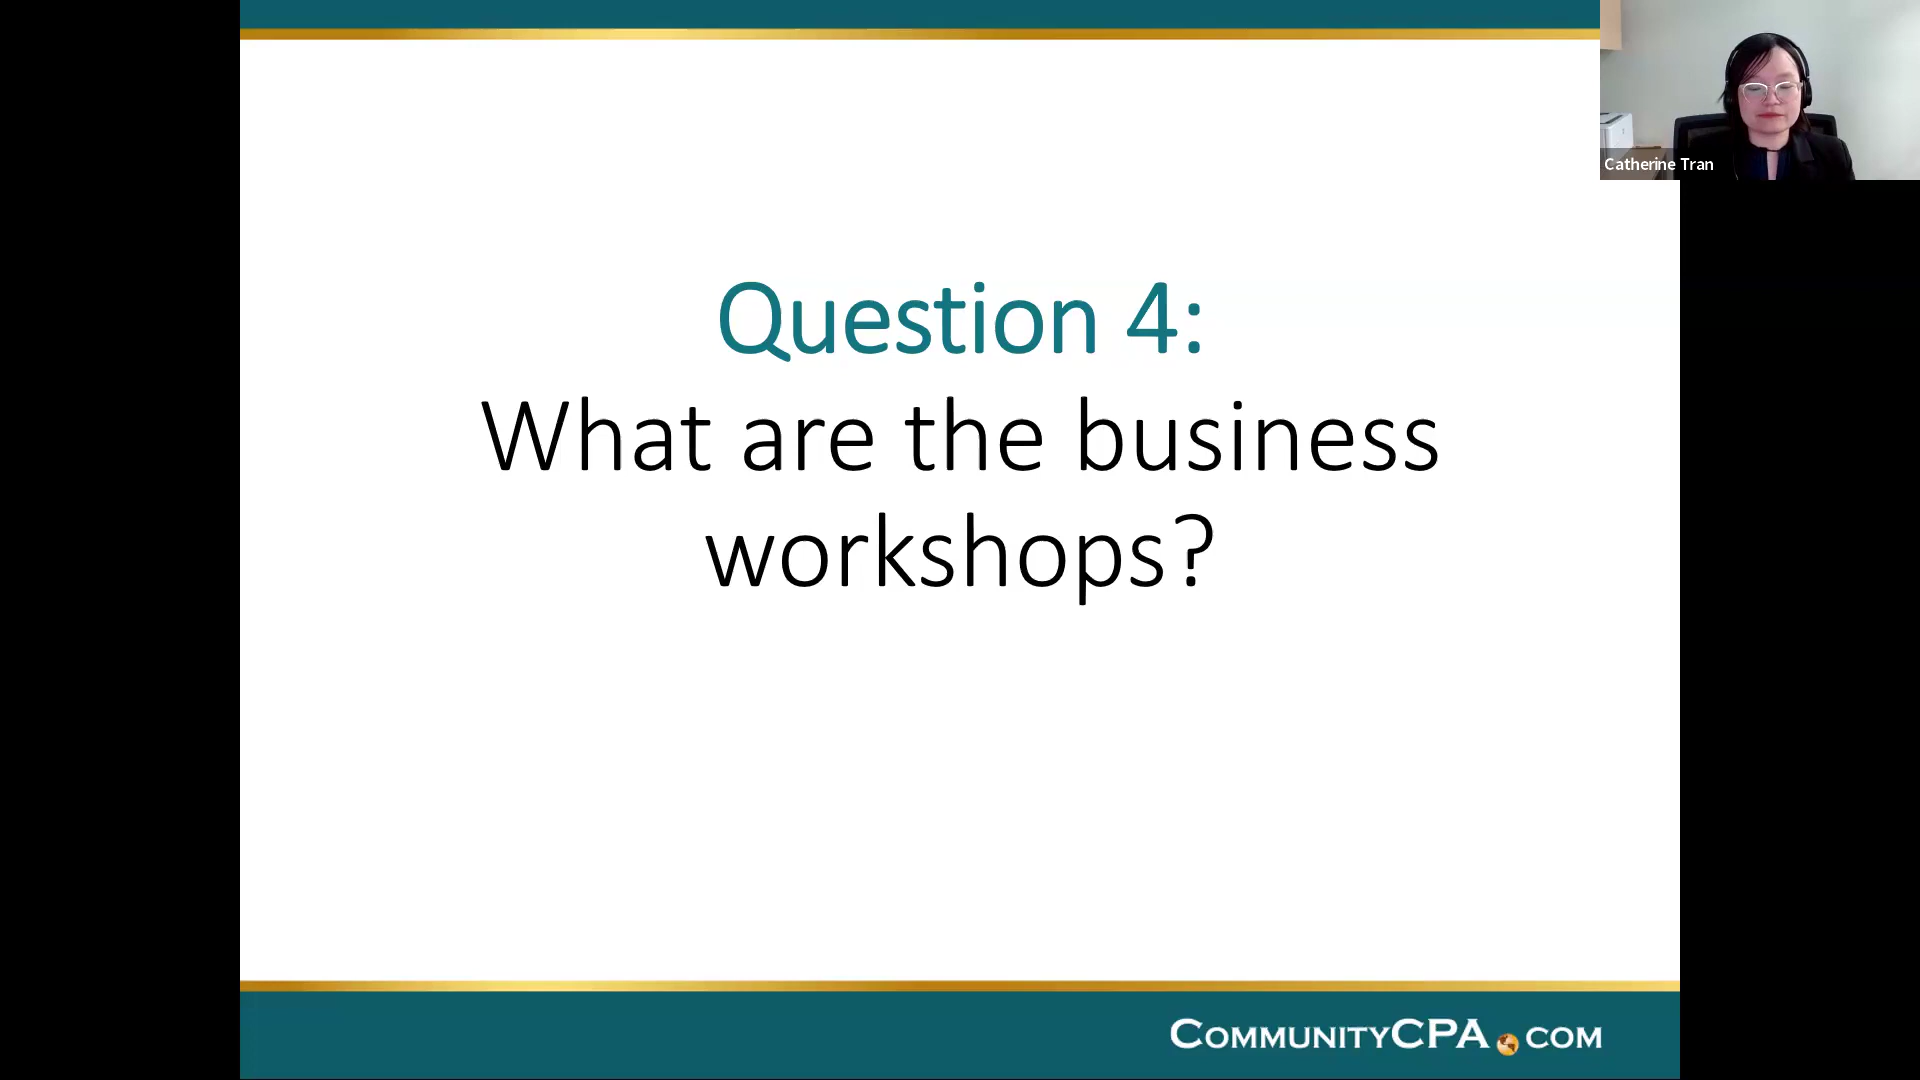 Catherine Tran
Question 4:
What are the business
workshops?
COMMUNITYCPA.COM